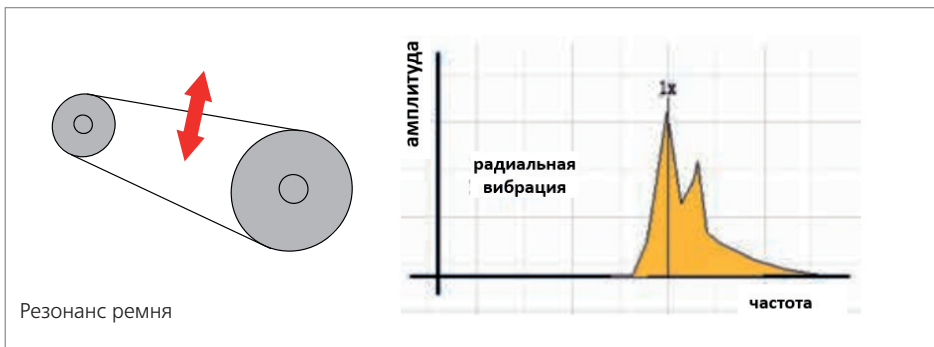 амплитуда
1x
радиальная
вибрация
частота
Резонанс ремня